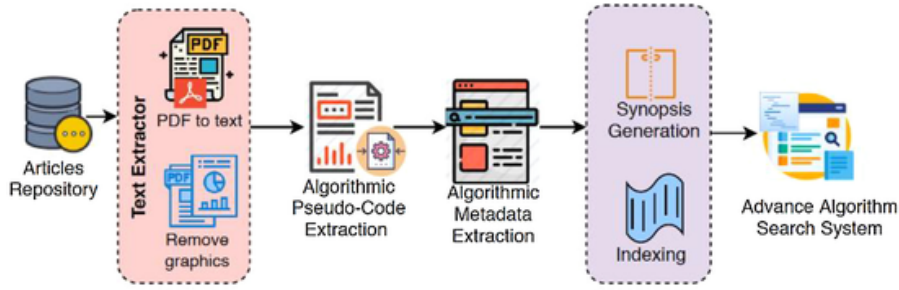 Articles
Repository
Text Extractor
PDF
PDF to text
PDF
Remove
graphics
Algorithmic
Pseudo-Code
Extraction
Algorithmic
Metadata
Extraction
Synopsis
Generation
Indexing
Advance Algorithm
Search System